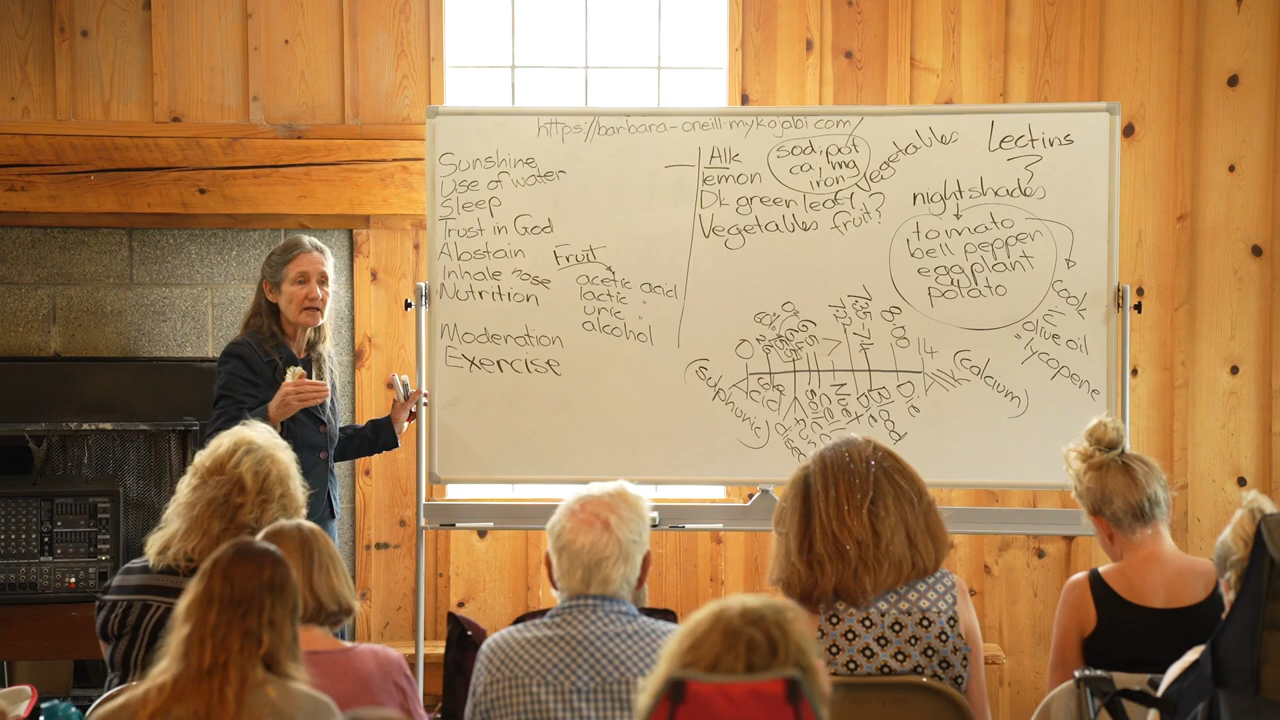 https://barbara-oneill.mykajabi.com/
Sunshine
Use of water
Sleep
Trust in God
Abstain
Inhale nose
Nutrition
Moderation
Exercise
Fruit
acetic acid
lactic "
uric "
alcohol
Alk
lemon
Dk green leafy
Vegetables fruit?
sod; pot
ca; mg
iron
vegetables
Lectins
nightshades
tomato
bell pepper
eggplant
potato
cook
olive oil
lycopene
0
7
7.35-7.4
8.00
14
(sulphuric)
Acid
Blood
Die
Alk
(calcium)